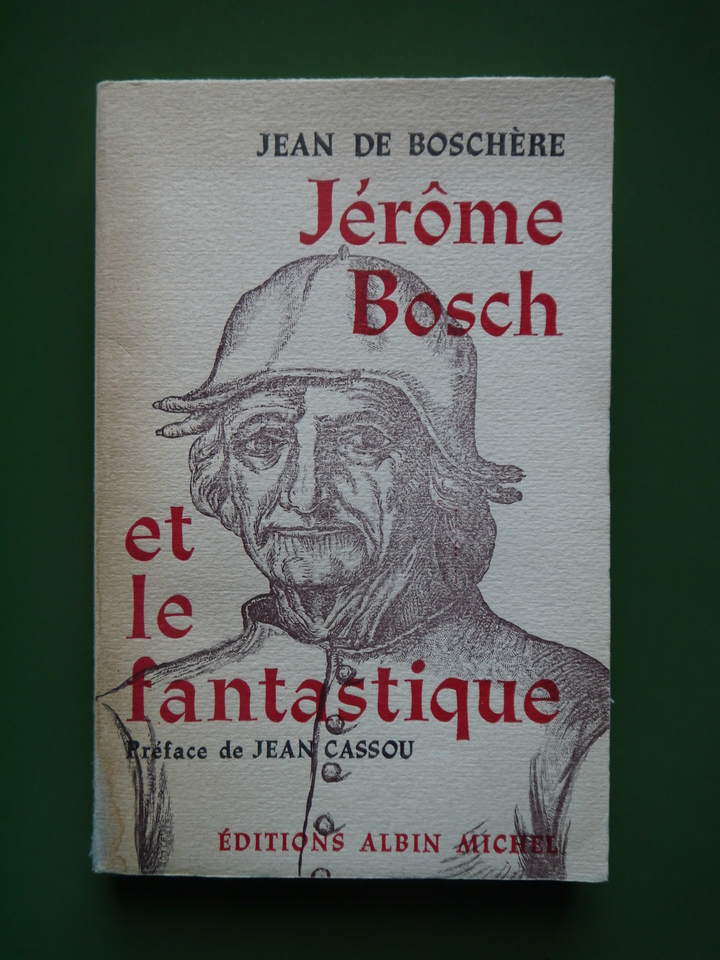 JEAN DE BOSCHÈRE
Jérôme
Bosch
et
le
fantastique
Préface de JEAN CASSOU
ÉDITIONS ALBIN MICHEL